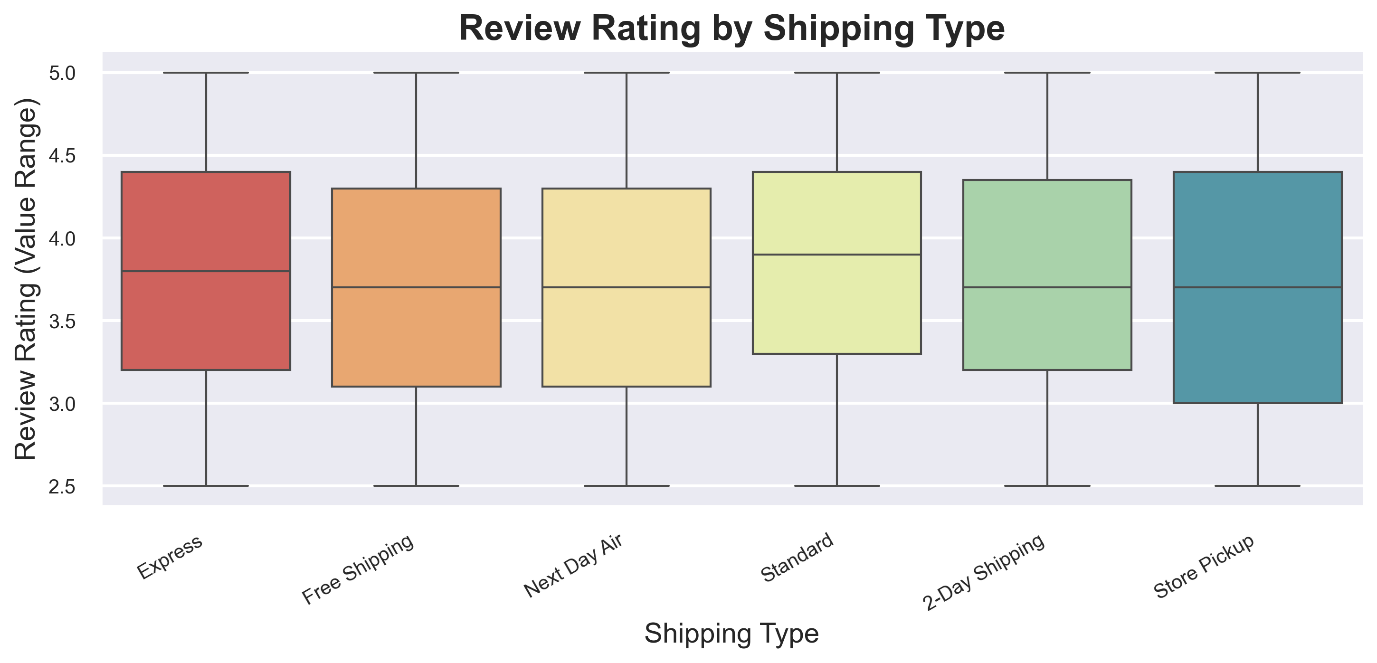 Review Rating by Shipping Type
Review Rating (Value Range)
5.0
4.5
4.0
3.5
3.0
2.5
Express
Free Shipping
Next Day Air
Standard
2-Day Shipping
Store Pickup
Shipping Type